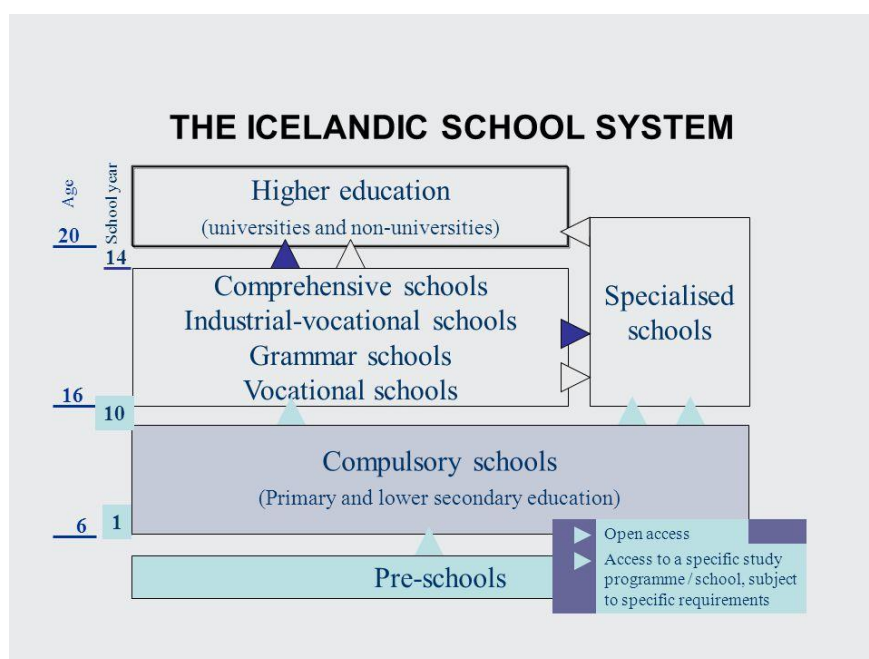 THE ICELANDIC SCHOOL SYSTEM
Age
School year
Higher education
(universities and non-universities)
20
14
Comprehensive schools
Industrial-vocational schools
Grammar schools
Vocational schools
Specialised
schools
16
10
Compulsory schools
(Primary and lower secondary education)
6
1
Pre-schools
Open access
Access to a specific study
programme / school, subject
to specific requirements